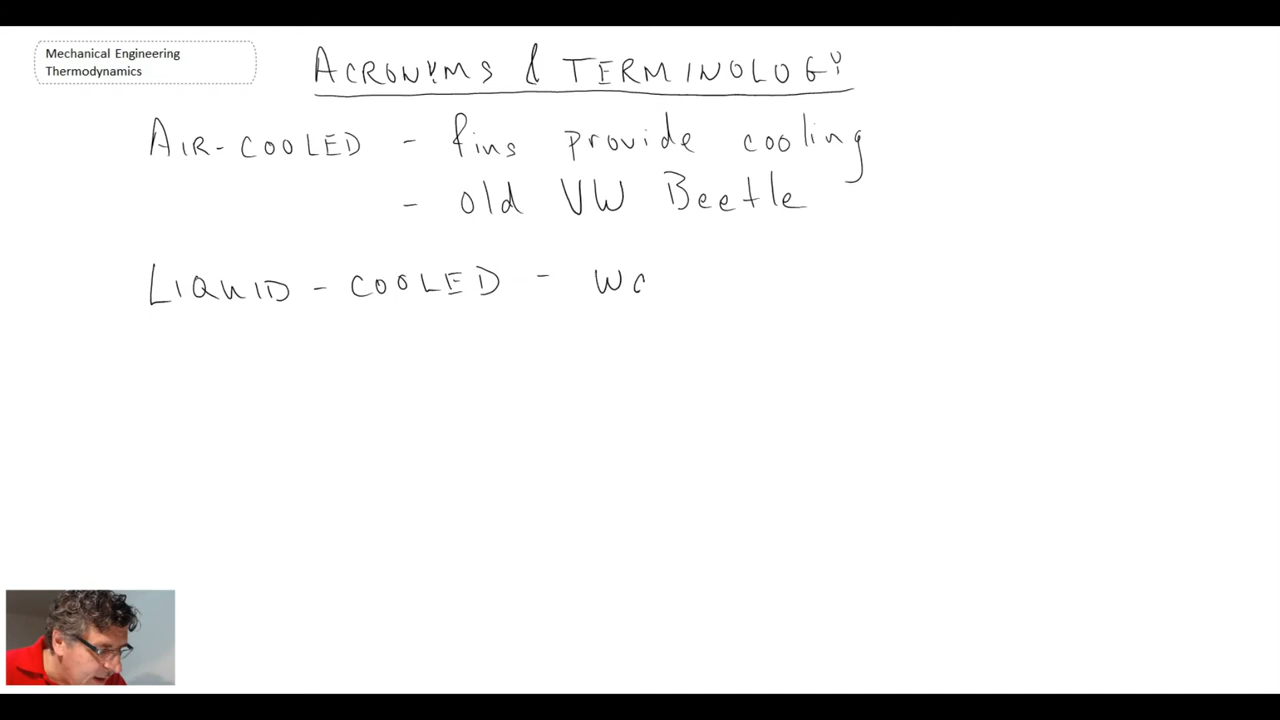 Mechanical Engineering
Thermodynamics
ACRONYMS & TERMINOLOGY
AIR-COOLED - fins provide cooling
- old VW Beetle
LIQUID-COOLED -